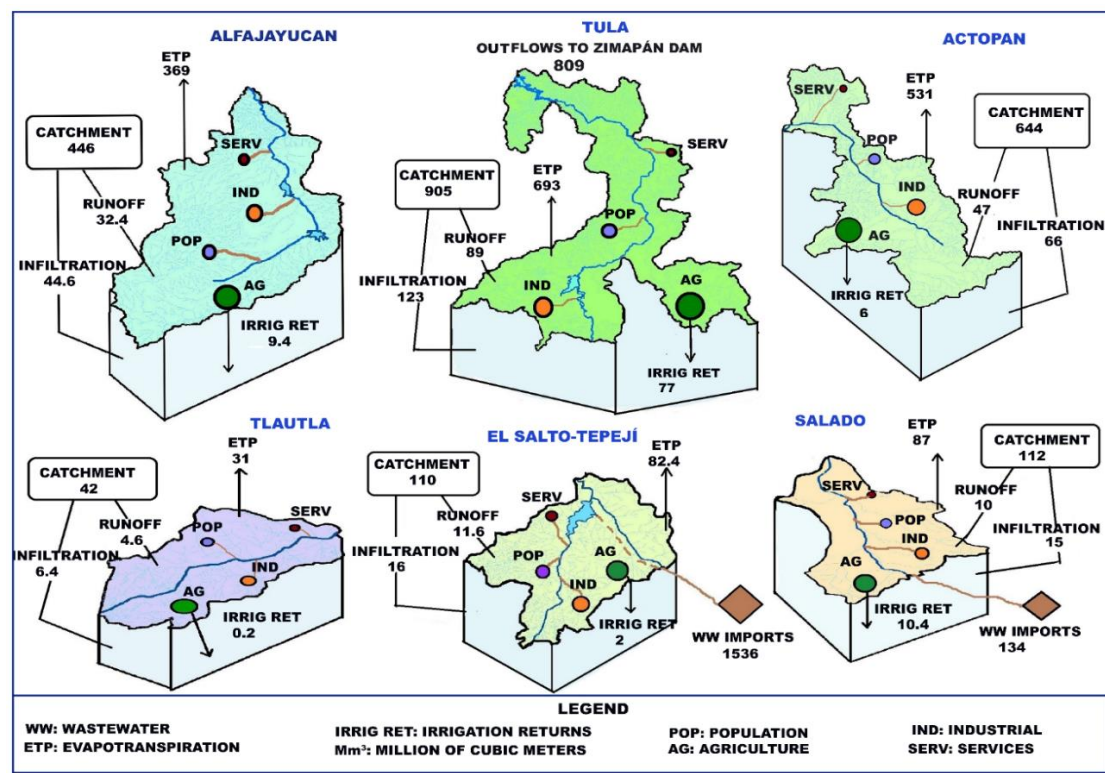 ALFAJAYUCAN
ETP
369
CATCHMENT
446
SERV
IND
RUNOFF
32.4
POP
INFILTRATION
44.6
AG
IRRIG RET
9.4
TULA
OUTFLOWS TO ZIMAPÁN DAM
809
SERV
ETP
693
CATCHMENT
905
POP
RUNOFF
89
INFILTRATION
123
IND
AG
IRRIG RET
77
ACTOPAN
SERV
ETP
531
POP
CATCHMENT
644
IND
RUNOFF
47
INFILTRATION
66
AG
IRRIG RET
6
TLAUTLA
ETP
31
CATCHMENT
42
RUNOFF
4.6
POP
SERV
INFILTRATION
6.4
IND
AG
IRRIG RET
0.2
EL SALTO-TEPEJÍ
ETP
82.4
CATCHMENT
110
SERV
RUNOFF
11.6
INFILTRATION
16
POP
AG
IND
IRRIG RET
2
WW IMPORTS
1536
SALADO
ETP
87
CATCHMENT
112
SERV
RUNOFF
10
POP
INFILTRATION
15
IND
AG
IRRIG RET
10.4
WW IMPORTS
134
LEGEND
WW: WASTEWATER
ETP: EVAPOTRANSPIRATION
IRRIG RET: IRRIGATION RETURNS
Mm³: MILLION OF CUBIC METERS
POP: POPULATION
AG: AGRICULTURE
IND: INDUSTRIAL
SERV: SERVICES